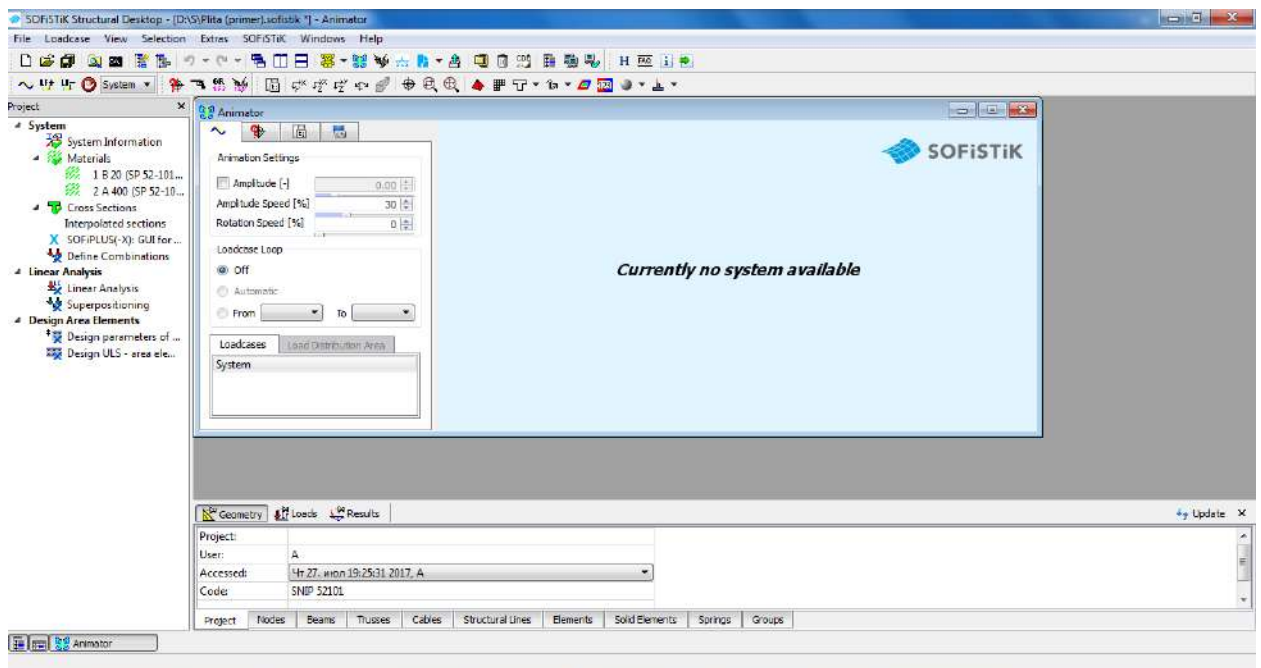 SOFiSTiK Structural Desktop - [D:\S\Plita (primer).sofistik *] - Animator
File Loadcase View Selection Extras SOFiSTiK Windows Help
System
Project
System
System Information
Materials
1 B 20 (SP 52-101...
2 A 400 (SP 52-10...
Cross Sections
Interpolated sections
SOFiPLUS(-X): GUI for ...
Define Combinations
Linear Analysis
Linear Analysis
Superpositioning
Design Area Elements
Design parameters of ...
Design ULS - area ele...
Animator
Animation Settings
Amplitude [-] 0.00
Amplitude Speed [%] 30
Rotation Speed [%] 0
Loadcase Loop
Off
Automatic
From To
Loadcases Load Distribution Area
System
SOFiSTiK
Currently no system available
Geometry Loads Results Update
Project:
User: A
Accessed: Чт 27. июл 19:25:31 2017, A
Code: SNIP 52101
Project Nodes Beams Trusses Cables Structural Lines Elements Solid Elements Springs Groups
Animator